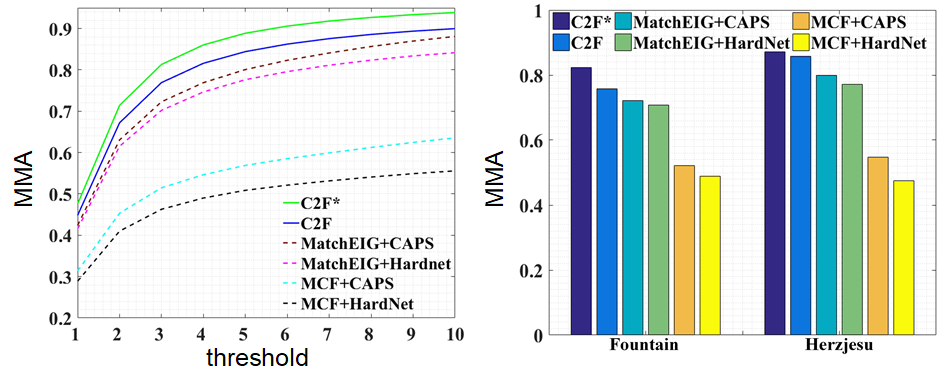 0.9
0.8
0.7
0.6
0.5
0.4
0.3
0.2
MMA
1 2 3 4 5 6 7 8 9 10
threshold
C2F*
C2F
MatchEIG+CAPS
MatchEIG+Hardnet
MCF+CAPS
MCF+HardNet
1
0.8
0.6
0.4
0.2
0
MMA
C2F* MatchEIG+CAPS MCF+CAPS
C2F MatchEIG+HardNet MCF+HardNet
Fountain Herzjesu